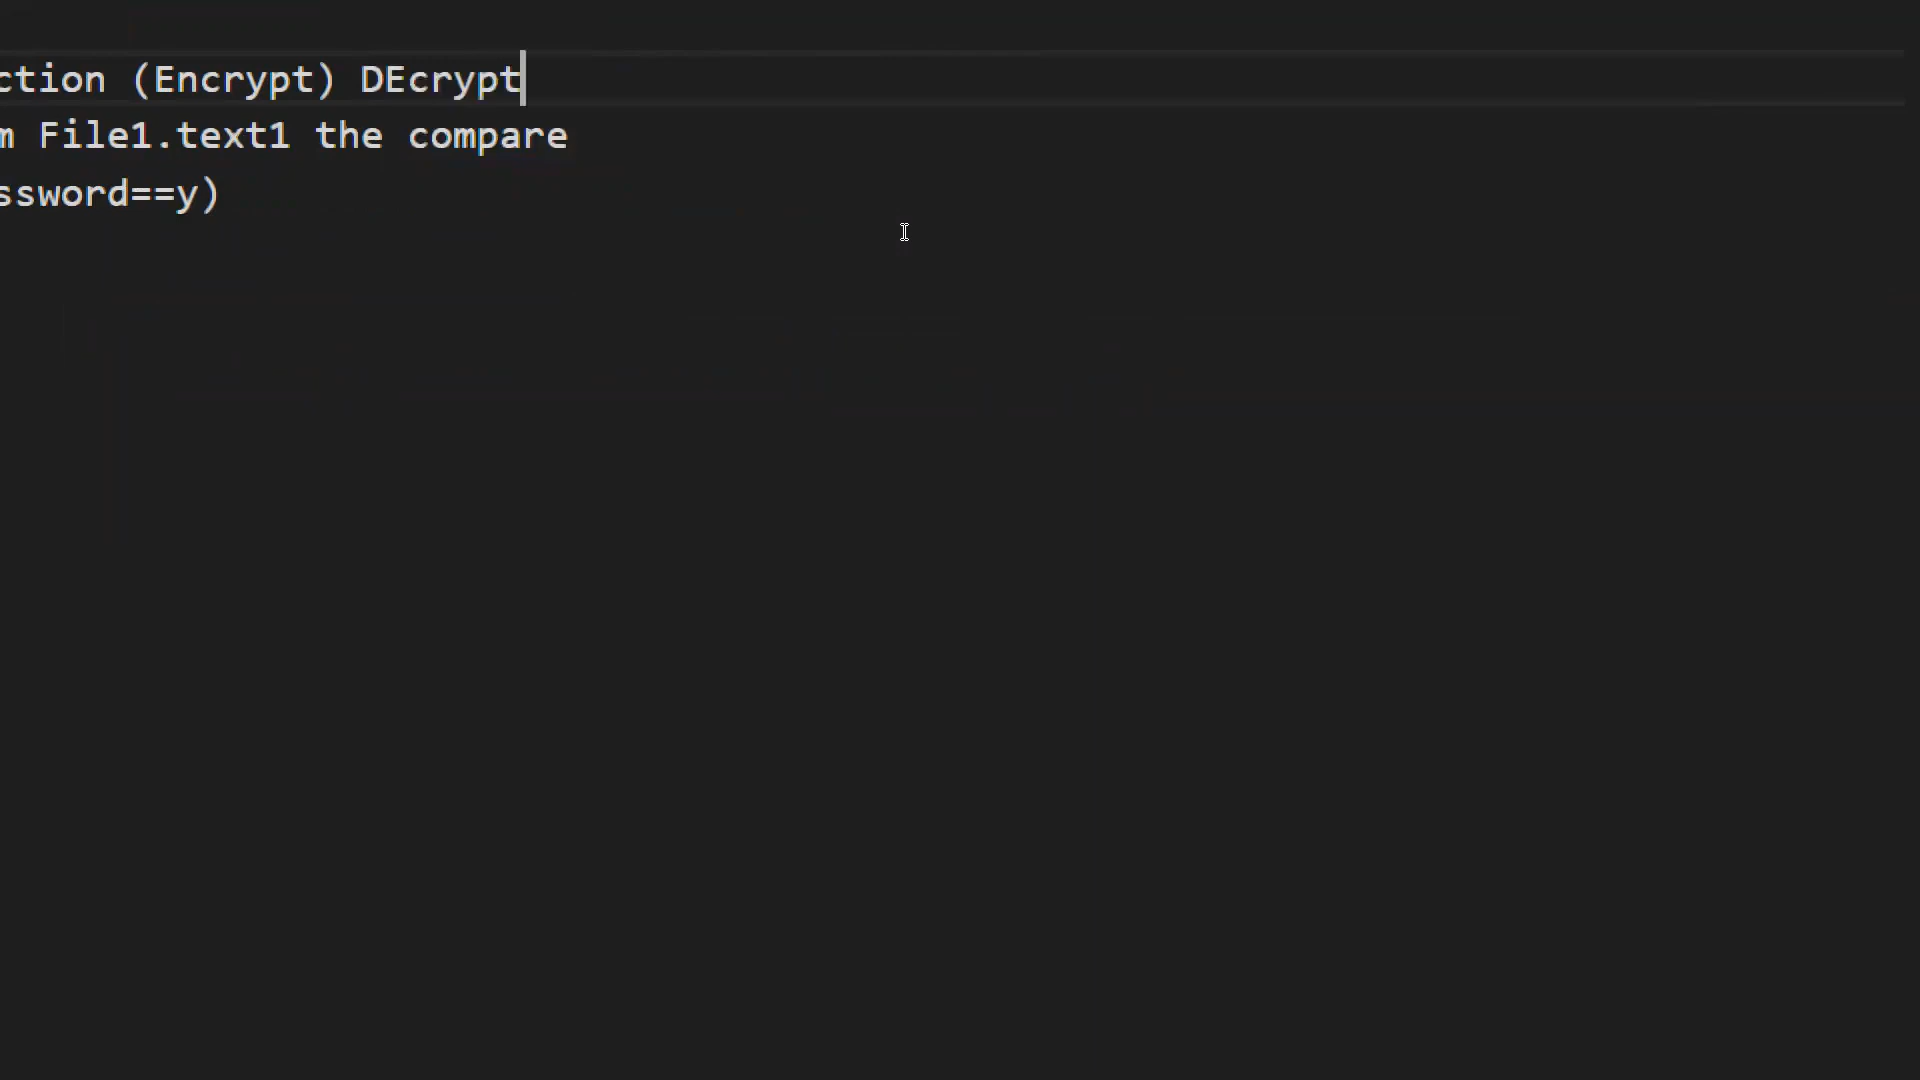 ction (Encrypt) DEcrypt
m File1.text1 the compare
ssword==y)